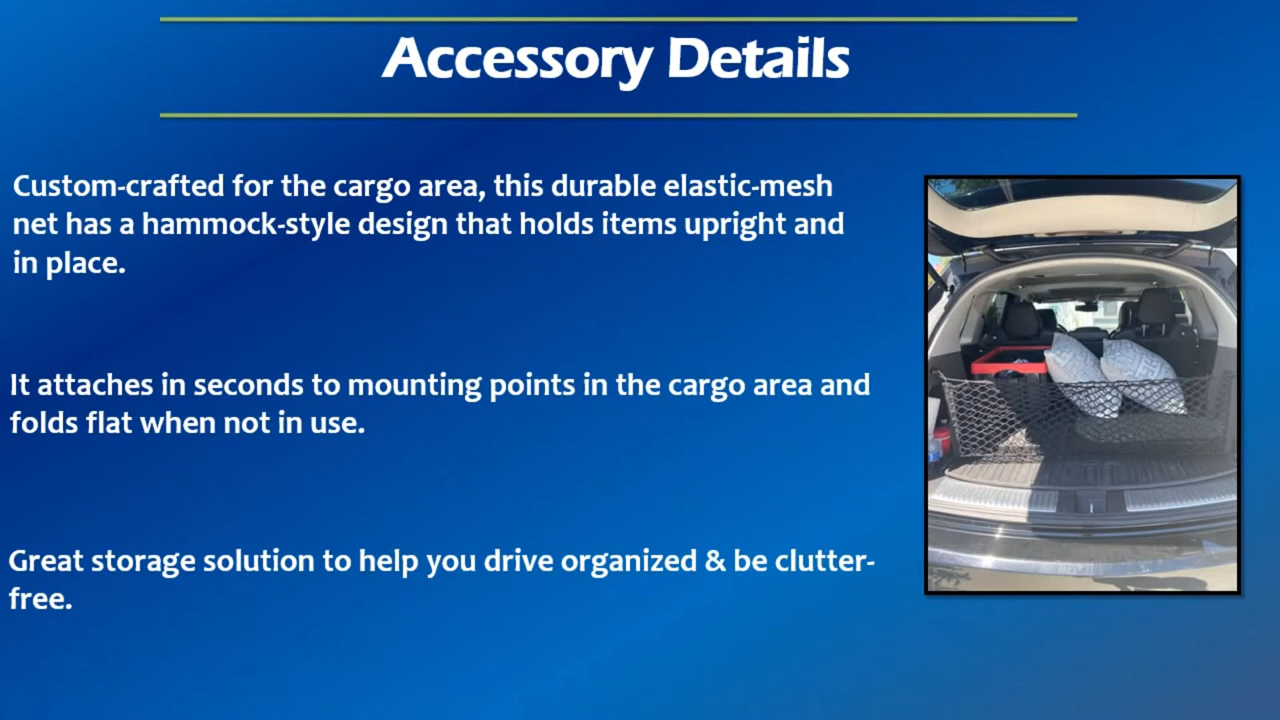 Accessory Details
Custom-crafted for the cargo area, this durable elastic-mesh
net has a hammock-style design that holds items upright and
in place.
It attaches in seconds to mounting points in the cargo area and
folds flat when not in use.
Great storage solution to help you drive organized & be clutter-
free.